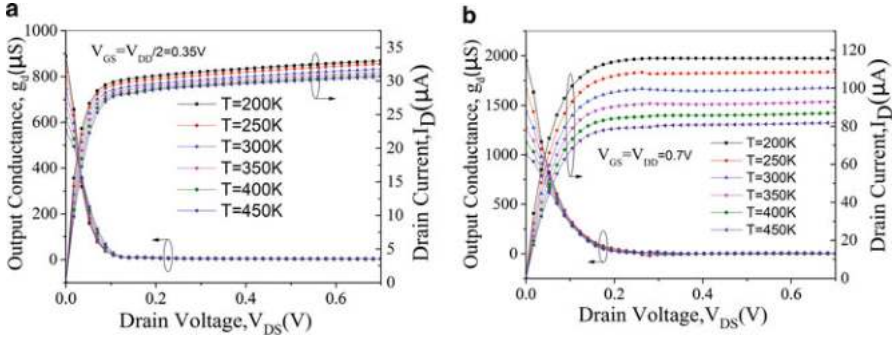 a
V_GS=V_DD/2=0.35V
T=200K
T=250K
T=300K
T=350K
T=400K
T=450K
Output Conductance, g_d(µS)
1000
800
600
400
200
0
Drain Current,I_D(µA)
35
30
25
20
15
10
5
0
0.0 0.2 0.4 0.6
Drain Voltage,V_DS(V)
b
V_GS=V_DD=0.7V
T=200K
T=250K
T=300K
T=350K
T=400K
T=450K
Output Conductance, g_d(µS)
2000
1500
1000
500
0
Drain Current,I_D(µA)
120
100
80
60
40
20
0
0.0 0.2 0.4 0.6
Drain Voltage,V_DS(V)